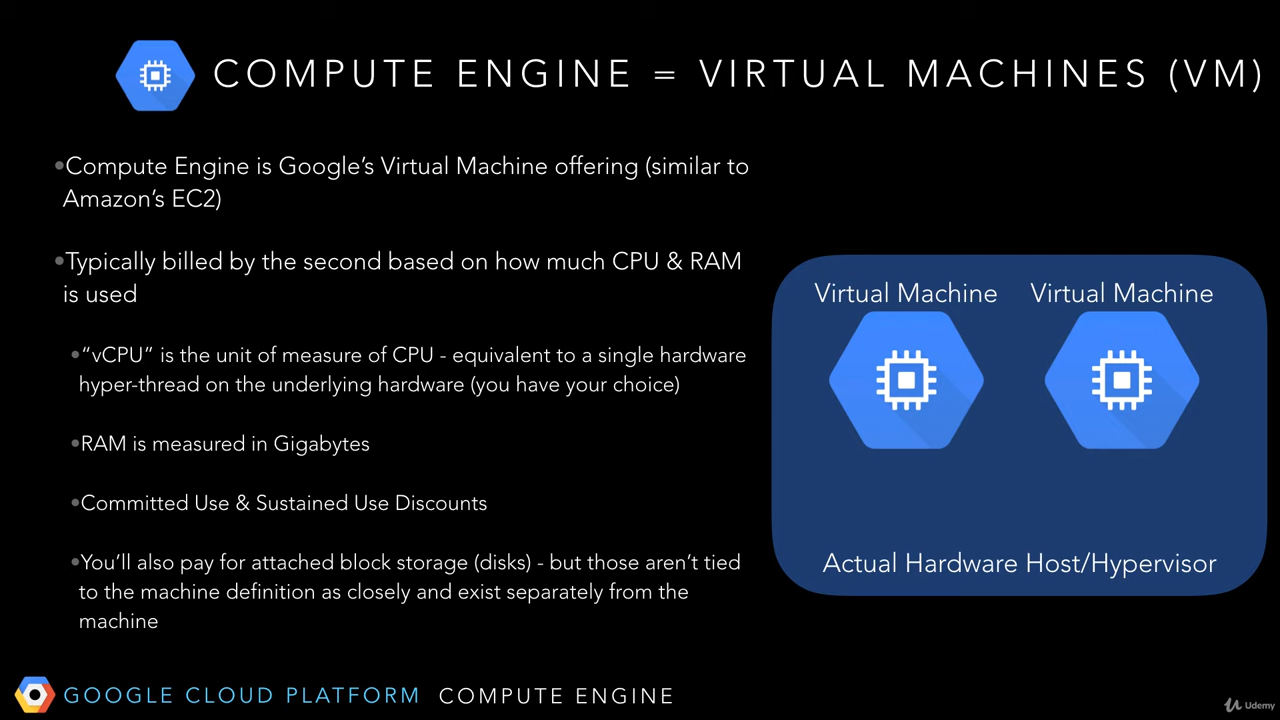 COMPUTE ENGINE = VIRTUAL MACHINES (VM)
•Compute Engine is Google’s Virtual Machine offering (similar to
Amazon’s EC2)
•Typically billed by the second based on how much CPU & RAM
is used
•“vCPU” is the unit of measure of CPU - equivalent to a single hardware
hyper-thread on the underlying hardware (you have your choice)
•RAM is measured in Gigabytes
•Committed Use & Sustained Use Discounts
•You’ll also pay for attached block storage (disks) - but those aren’t tied
to the machine definition as closely and exist separately from the
machine
Virtual Machine Virtual Machine
Actual Hardware Host/Hypervisor
GOOGLE CLOUD PLATFORM COMPUTE ENGINE
Udemy